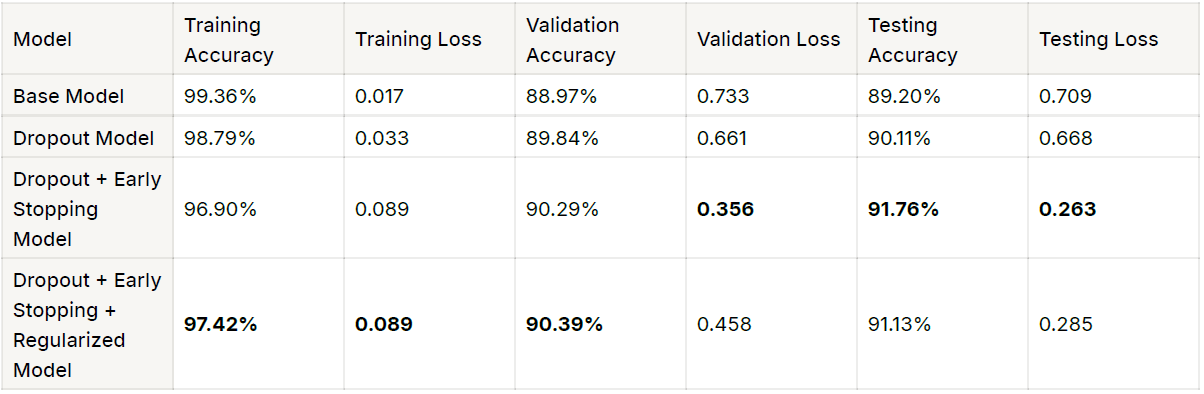 Model Training Accuracy Training Loss Validation Accuracy Validation Loss Testing Accuracy Testing Loss
Base Model 99.36% 0.017 88.97% 0.733 89.20% 0.709
Dropout Model 98.79% 0.033 89.84% 0.661 90.11% 0.668
Dropout + Early Stopping Model 96.90% 0.089 90.29% 0.356 91.76% 0.263
Dropout + Early Stopping + Regularized Model 97.42% 0.089 90.39% 0.458 91.13% 0.285